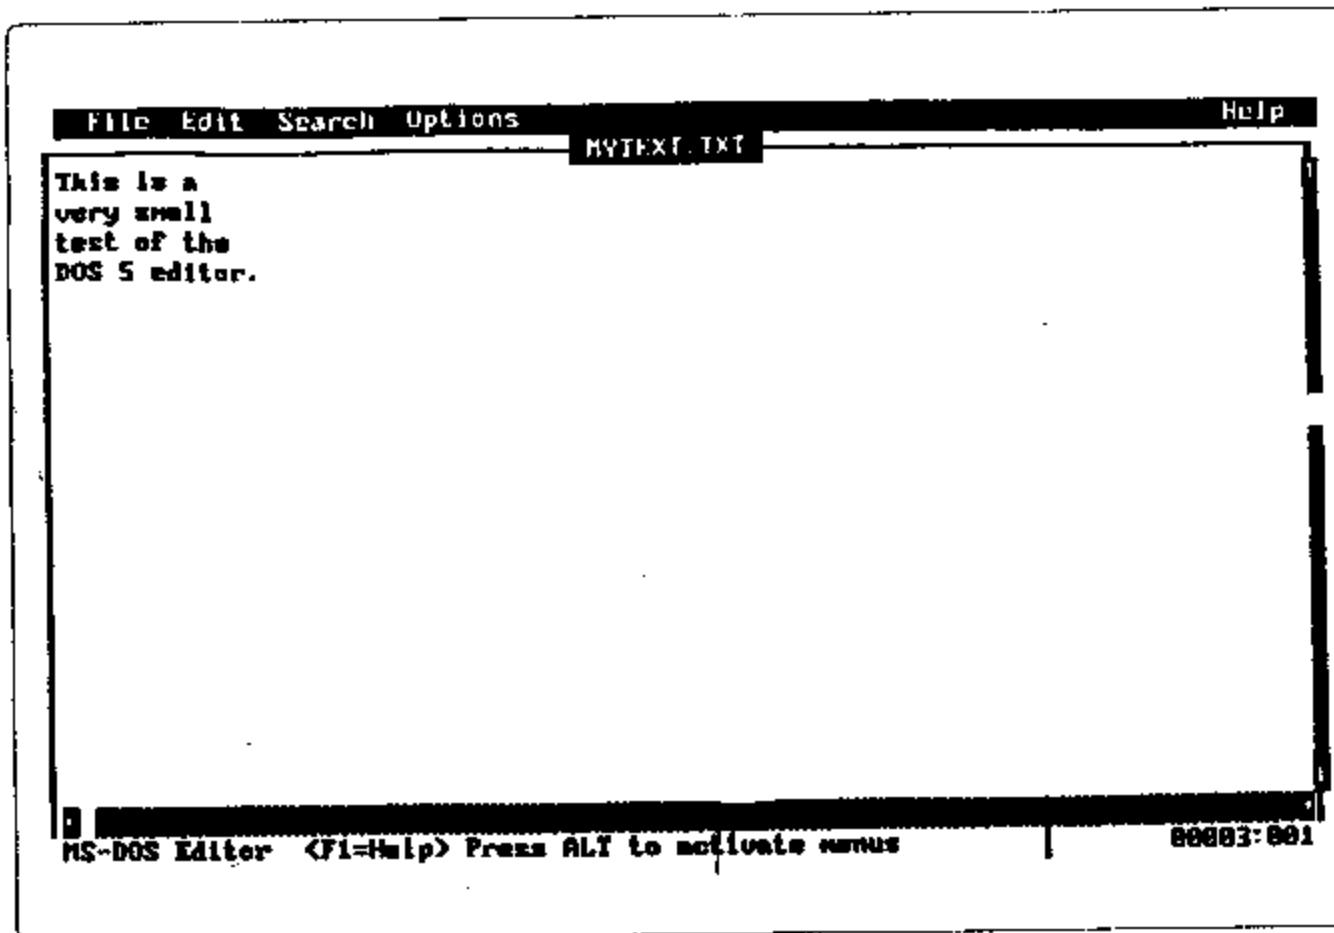 File Edit Search Options Help
MYTEXT.TXT
This is a
very small
test of the
DOS 5 editor.
MS-DOS Editor <F1=Help> Press ALT to activate menus 00003:001